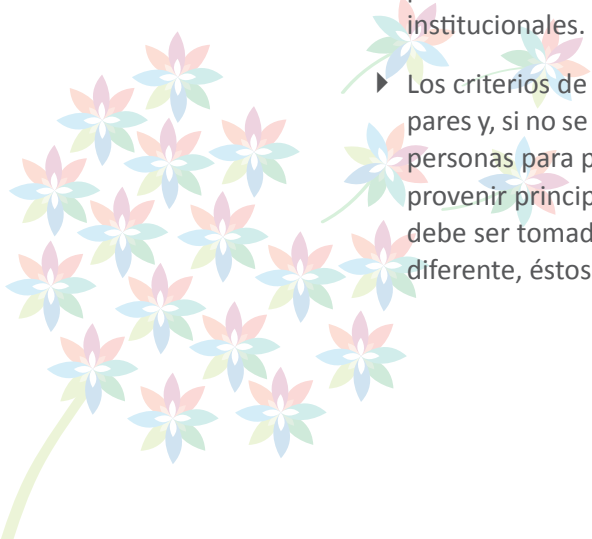 institucionales.
Los criterios de
pares y, si no se
personas para p
provenir princip
debe ser tomad
diferente, éstos